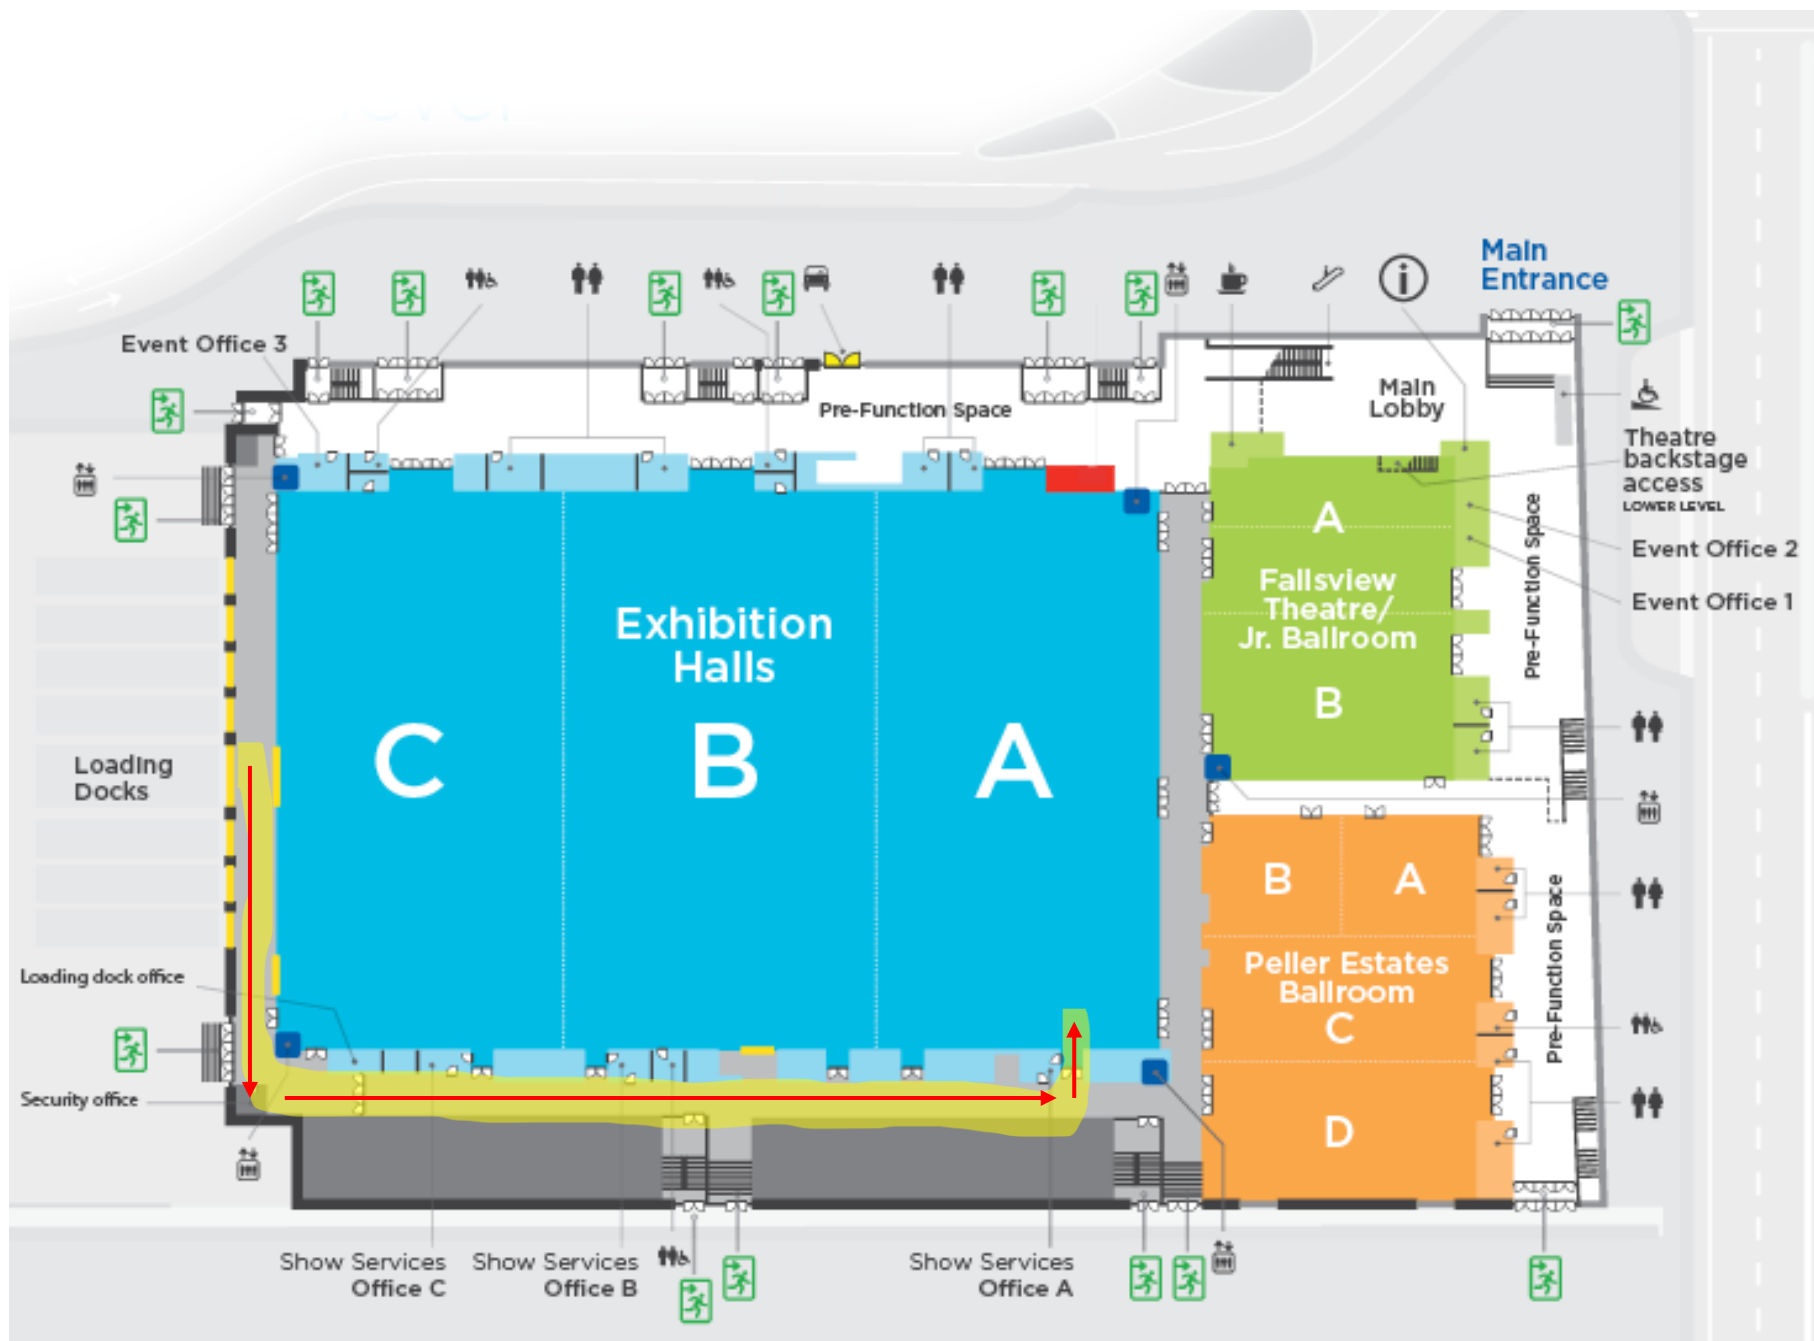 Main
Entrance
Event Office 3
Pre-Function Space
Main
Lobby
Theatre
backstage
access
LOWER LEVEL
Event Office 2
Event Office 1
Pre-Function Space
A
Fallsview
Theatre/
Jr. Ballroom
B
Exhibition
Halls
C
B
A
Loading
Docks
B
A
Peller Estates
Ballroom
C
D
Pre-Function Space
Loading dock office
Security office
Show Services
Office C
Show Services
Office B
Show Services
Office A